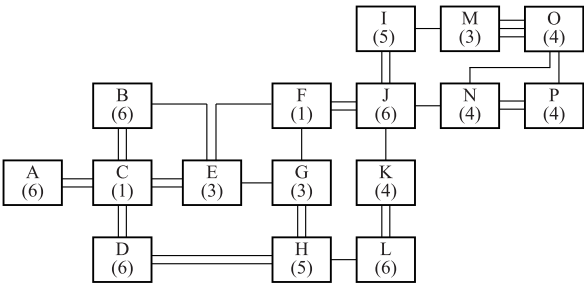 I
(5)
M
(3)
O
(4)
B
(6)
F
(1)
J
(6)
N
(4)
P
(4)
A
(6)
C
(1)
E
(3)
G
(3)
K
(4)
D
(6)
H
(5)
L
(6)